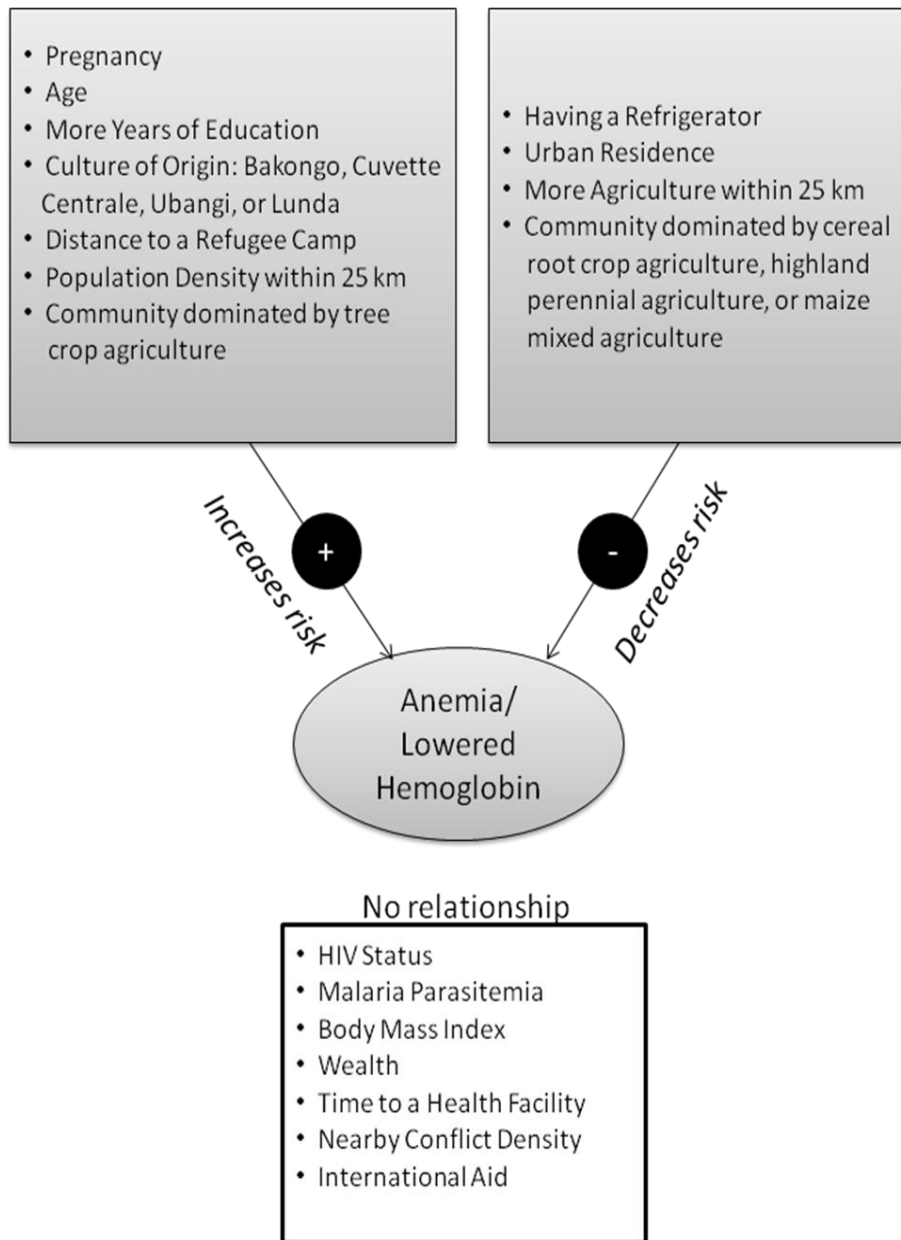 • Pregnancy
• Age
• More Years of Education
• Culture of Origin: Bakongo, Cuvette
Centrale, Ubangi, or Lunda
• Distance to a Refugee Camp
• Population Density within 25 km
• Community dominated by tree
crop agriculture
• Having a Refrigerator
• Urban Residence
• More Agriculture within 25 km
• Community dominated by cereal
root crop agriculture, highland
perennial agriculture, or maize
mixed agriculture
Increases risk
+
-
Decreases risk
Anemia/
Lowered
Hemoglobin
No relationship
• HIV Status
• Malaria Parasitemia
• Body Mass Index
• Wealth
• Time to a Health Facility
• Nearby Conflict Density
• International Aid